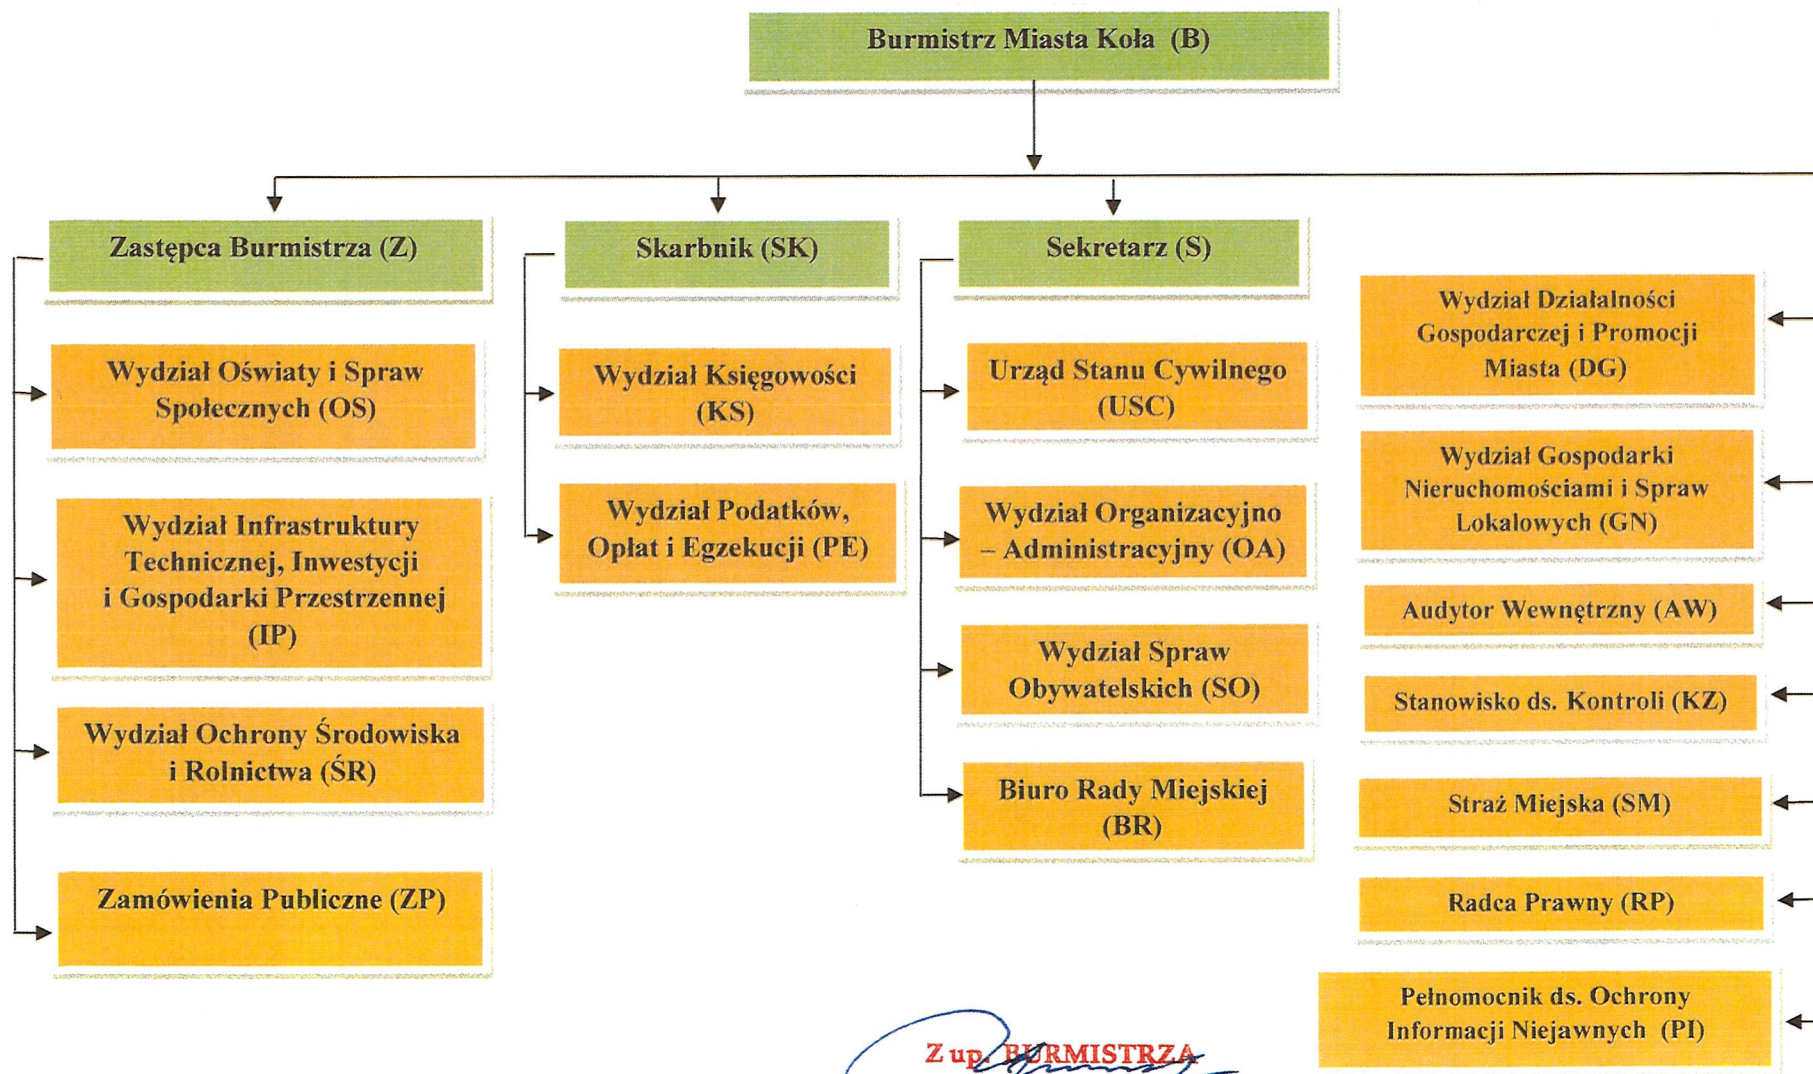 Burmistrz Miasta Koła (B)
Zastępca Burmistrza (Z)
Wydział Oświaty i Spraw
Społecznych (OS)
Wydział Infrastruktury
Technicznej, Inwestycji
i Gospodarki Przestrzennej
(IP)
Wydział Ochrony Środowiska
i Rolnictwa (ŚR)
Zamówienia Publiczne (ZP)
Skarbnik (SK)
Wydział Księgowości
(KS)
Wydział Podatków,
Opłat i Egzekucji (PE)
Sekretarz (S)
Urząd Stanu Cywilnego
(USC)
Wydział Organizacyjno
– Administracyjny (OA)
Wydział Spraw
Obywatelskich (SO)
Biuro Rady Miejskiej
(BR)
Wydział Działalności
Gospodarczej i Promocji
Miasta (DG)
Wydział Gospodarki
Nieruchomościami i Spraw
Lokalowych (GN)
Audytor Wewnętrzny (AW)
Stanowisko ds. Kontroli (KZ)
Straż Miejska (SM)
Radca Prawny (RP)
Pełnomocnik ds. Ochrony
Informacji Niejawnych (PI)
Z up. BURMISTRZA